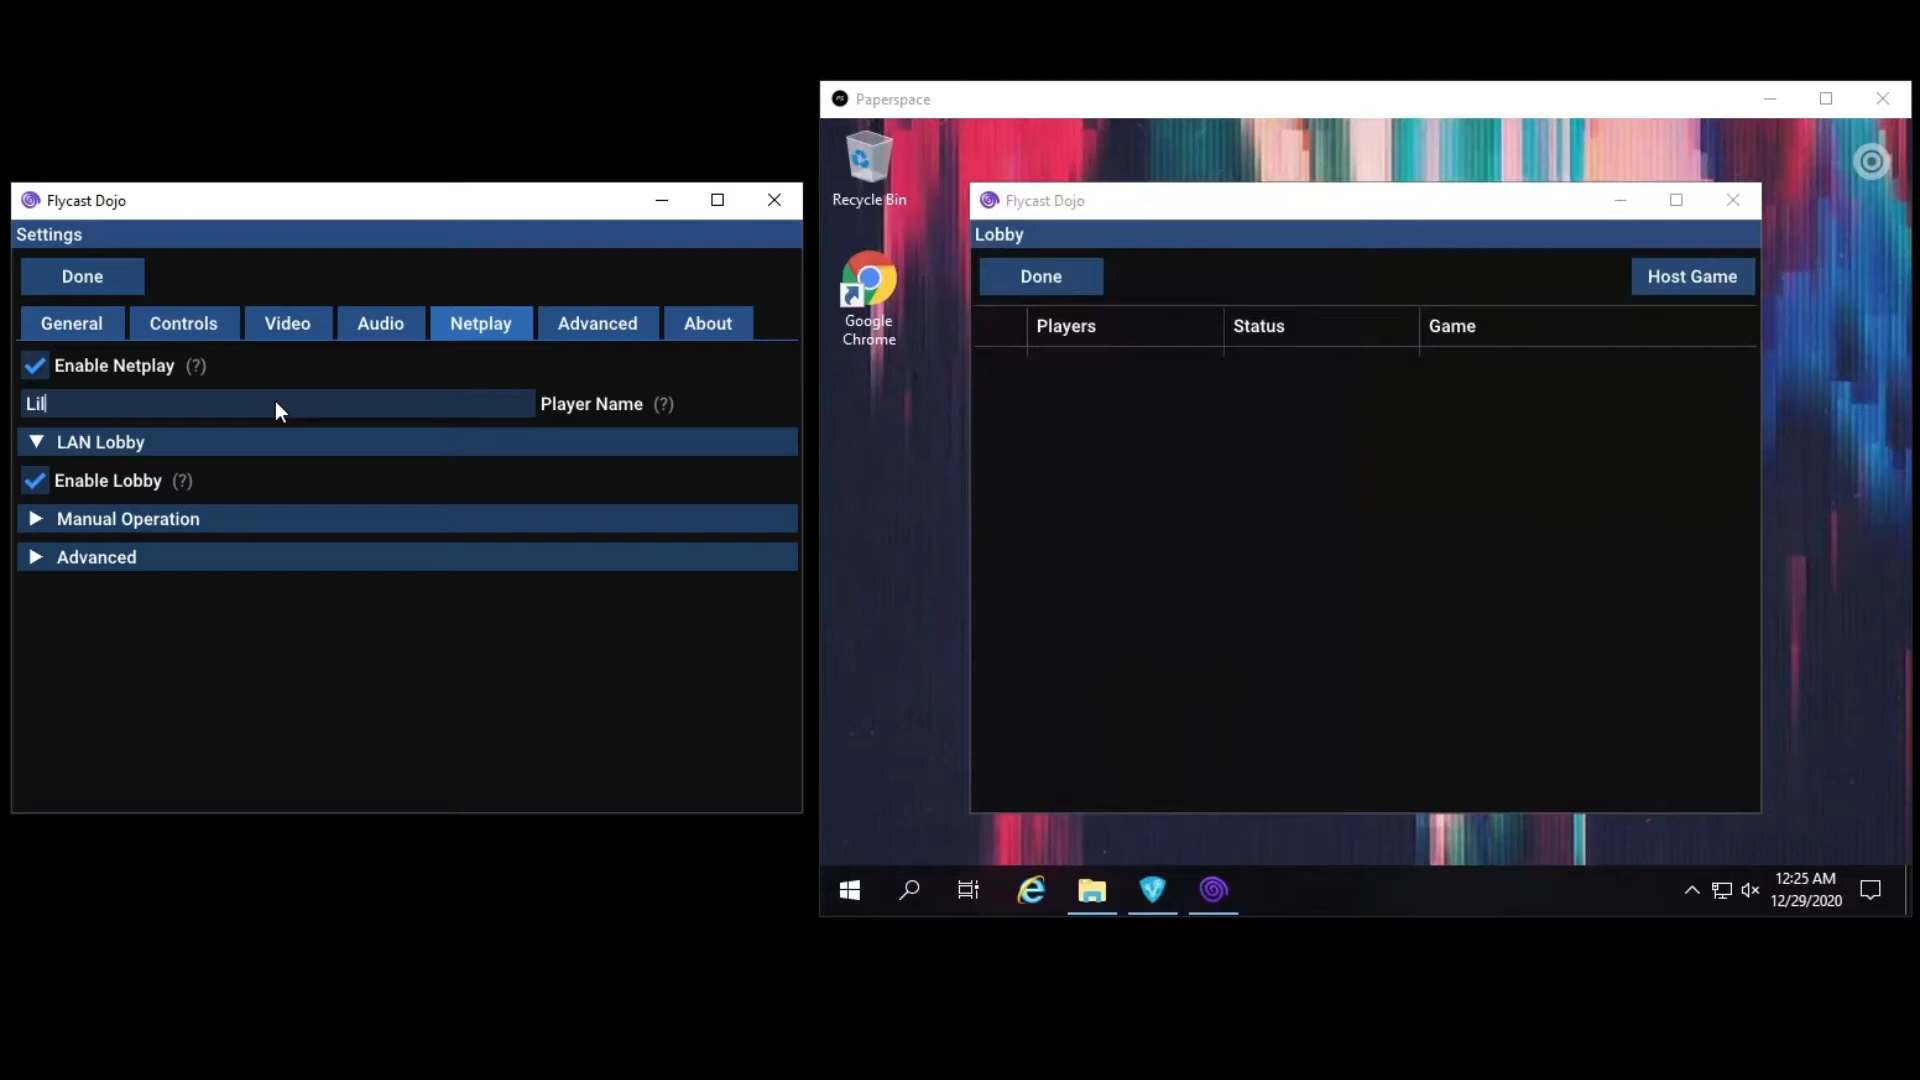 Flycast Dojo
Settings
Done
General Controls Video Audio Netplay Advanced About
Enable Netplay (?)
Lil Player Name (?)
LAN Lobby
Enable Lobby (?)
Manual Operation
Advanced
Paperspace
Recycle Bin
Google
Chrome
Flycast Dojo
Lobby
Done Host Game
Players Status Game
12:25 AM
12/29/2020